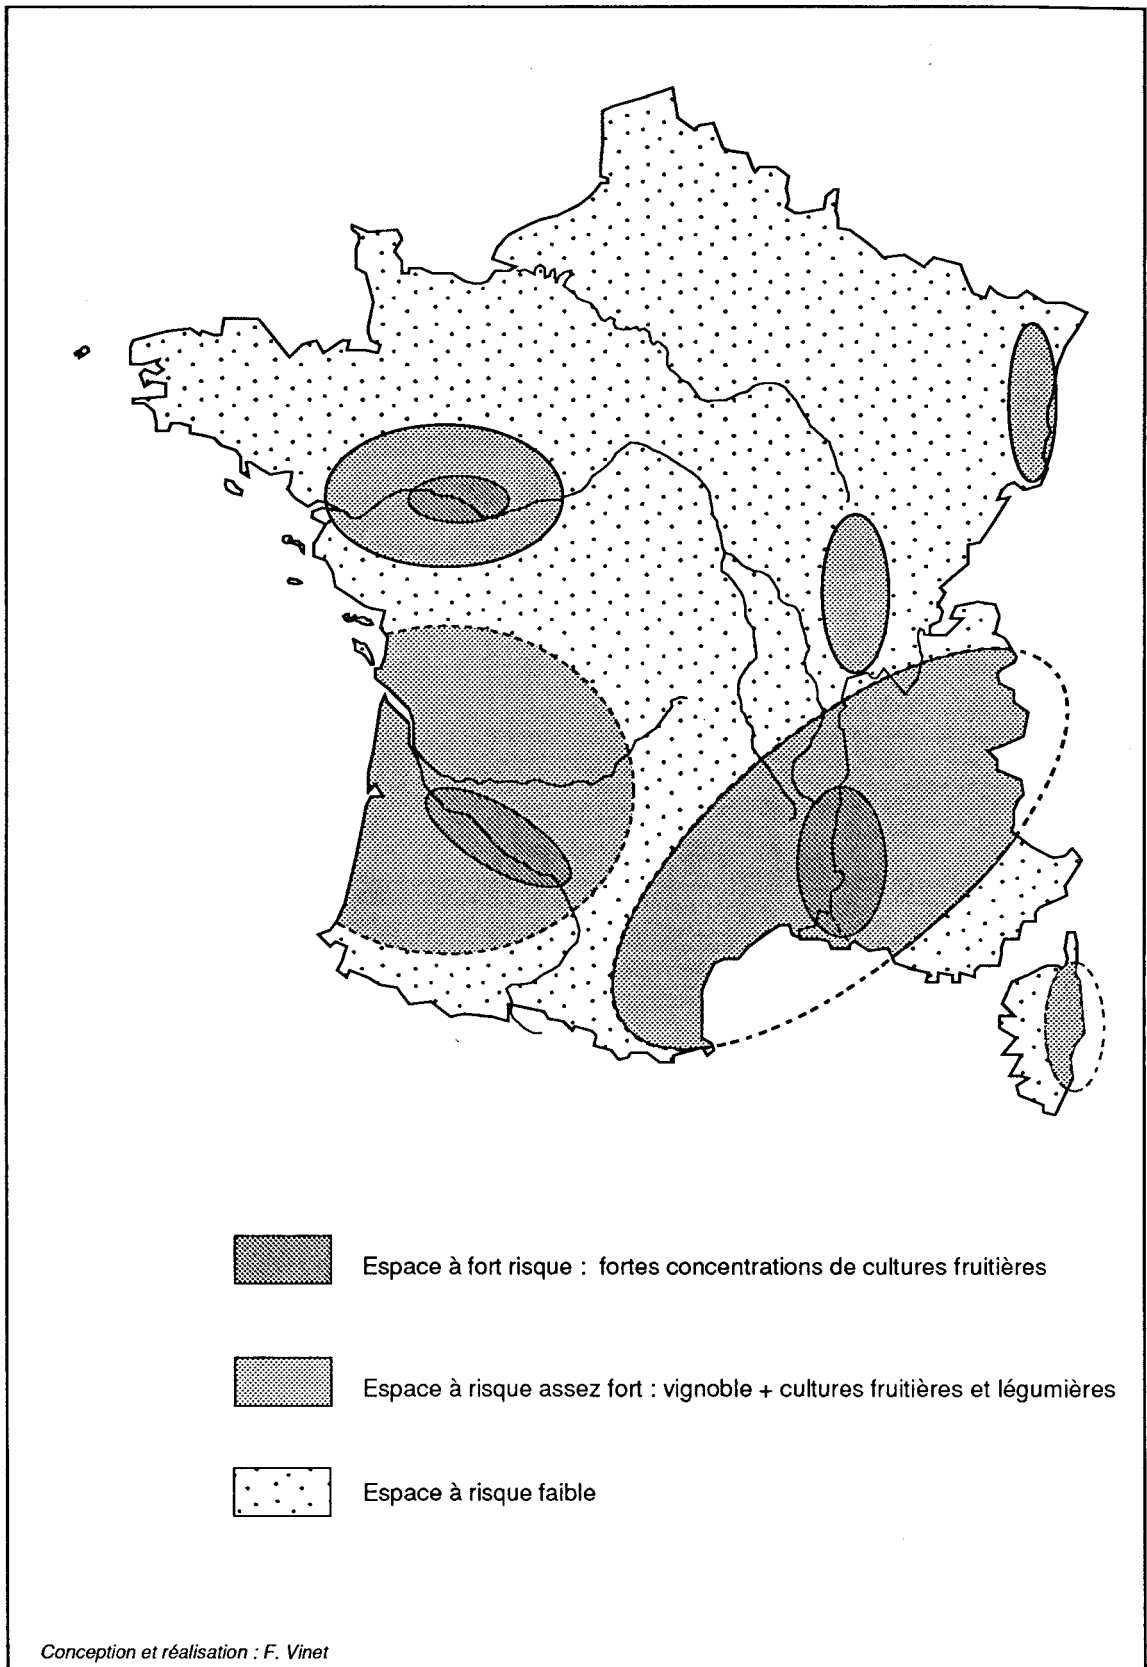 Espace à fort risque : fortes concentrations de cultures fruitières
Espace à risque assez fort : vignoble + cultures fruitières et légumières
Espace à risque faible
Conception et réalisation : F. Vinet